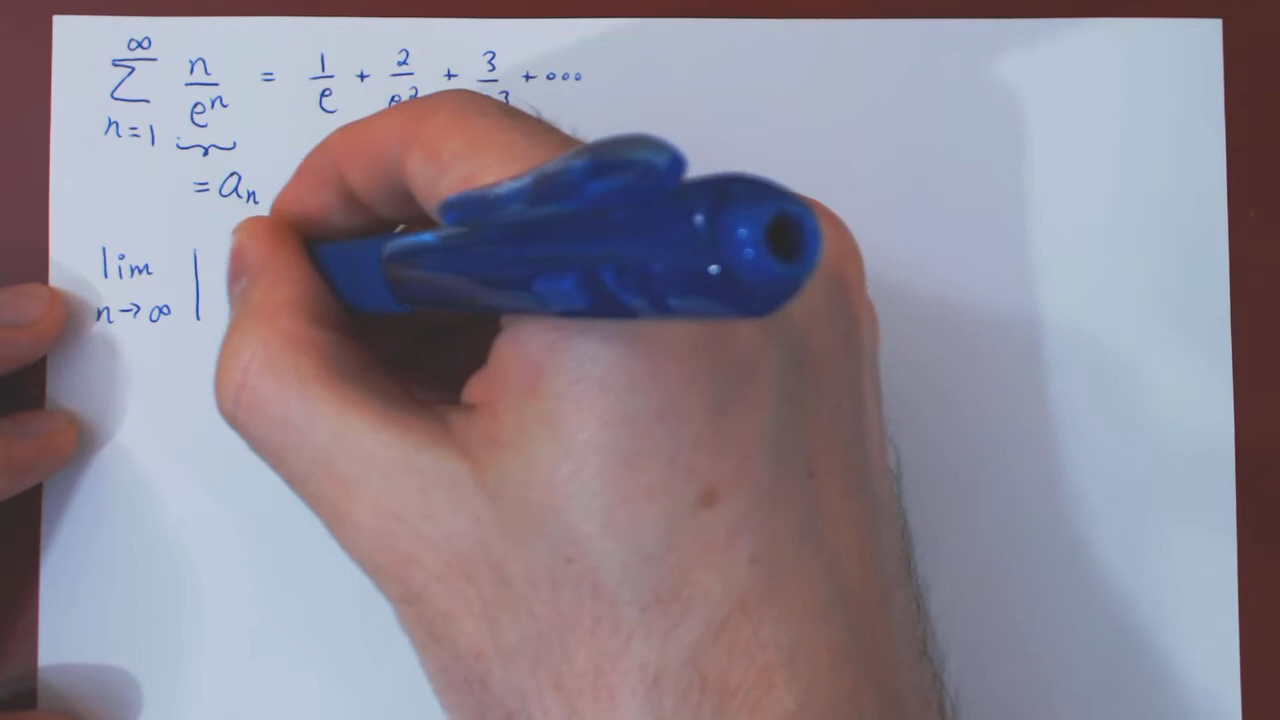 ∞
∑ n/eⁿ = 1/e + 2/e² + 3/e³ + ∘∘∘
n=1
= aₙ
lim |
n→∞